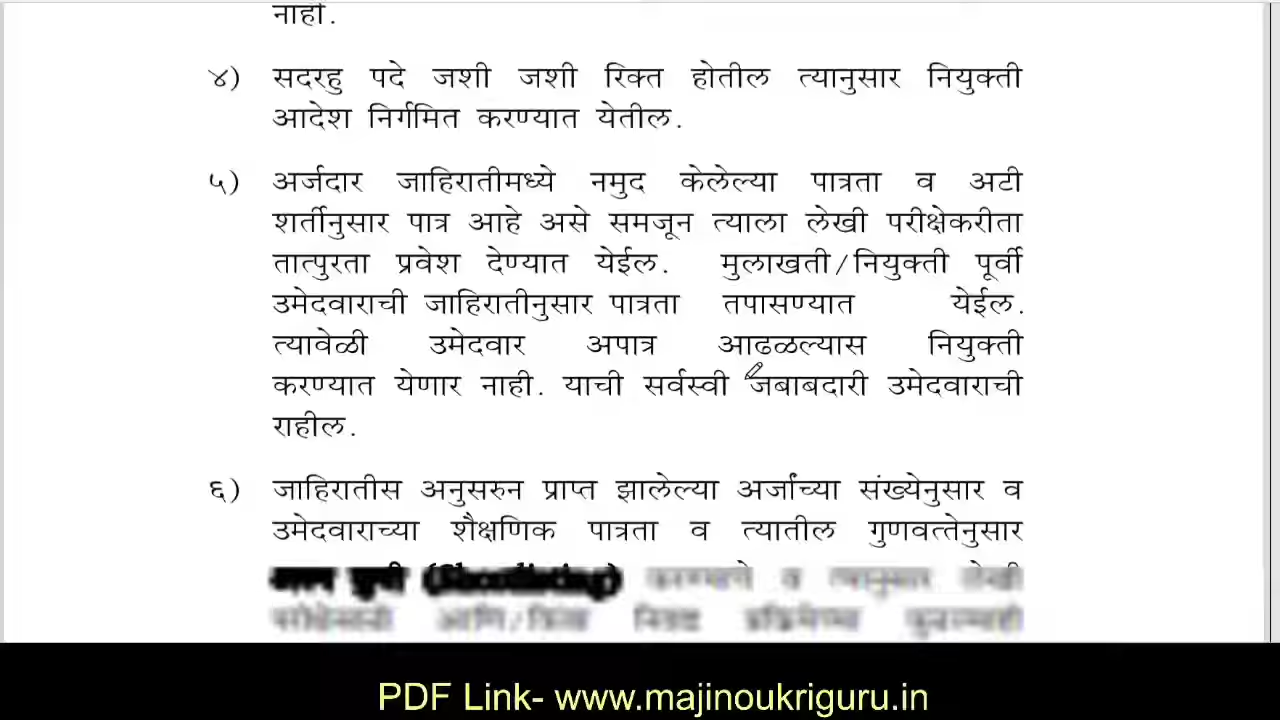 नाही.
४) सदरहु पदे जशी जशी रिक्त होतील त्यानुसार नियुक्ती
आदेश निर्गमित करण्यात येतील.
५) अर्जदार जाहिरातीमध्ये नमुद केलेल्या पात्रता व अटी
शर्तीनुसार पात्र आहे असे समजून त्याला लेखी परीक्षेकरीता
तात्पुरता प्रवेश देण्यात येईल. मुलाखती/नियुक्ती पूर्वी
उमेदवाराची जाहिरातीनुसार पात्रता तपासण्यात येईल.
त्यावेळी उमेदवार अपात्र आढळल्यास नियुक्ती
करण्यात येणार नाही. याची सर्वस्वी जबाबदारी उमेदवाराची
राहील.
६) जाहिरातीस अनुसरुन प्राप्त झालेल्या अर्जांच्या संख्येनुसार व
उमेदवाराच्या शैक्षणिक पात्रता व त्यातील गुणवत्तेनुसार
(Shortlisting) व त्यानुसार लेखी
आणि/किंवा
PDF Link- www.majinoukriguru.in